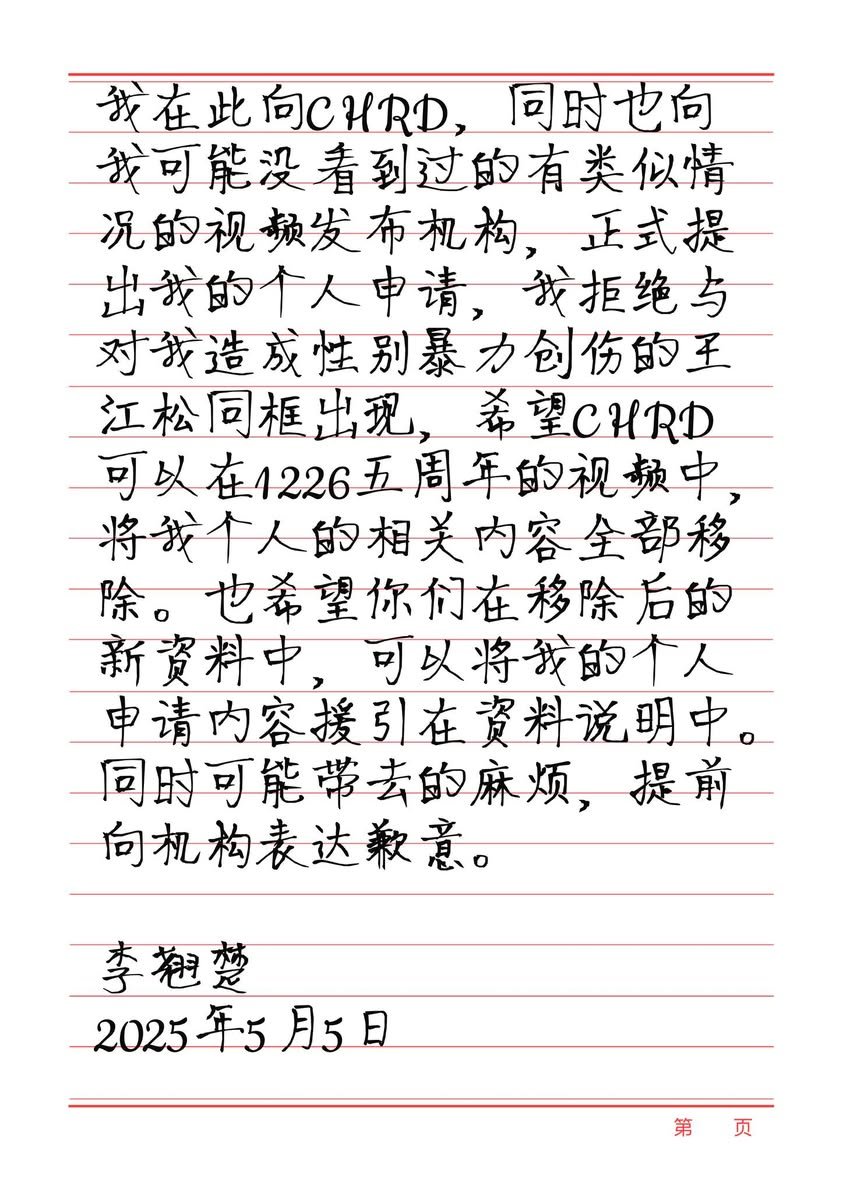 我在此向CHRD，同时也向
我可能没看到过的有类似情
况的视频发布机构，正式提
出我的个人申请，我拒绝与
对我造成性别暴力创伤的王
江松同框出现，希望CHRD
可以在1226五周年的视频中，
将我个人的相关内容全部移
除。也希望你们在移除后的
新资料中，可以将我的个人
申请内容援引在资料说明中。
同时可能带去的麻烦，提前
向机构表达歉意。
李翘楚
2025年5月5日
第 页